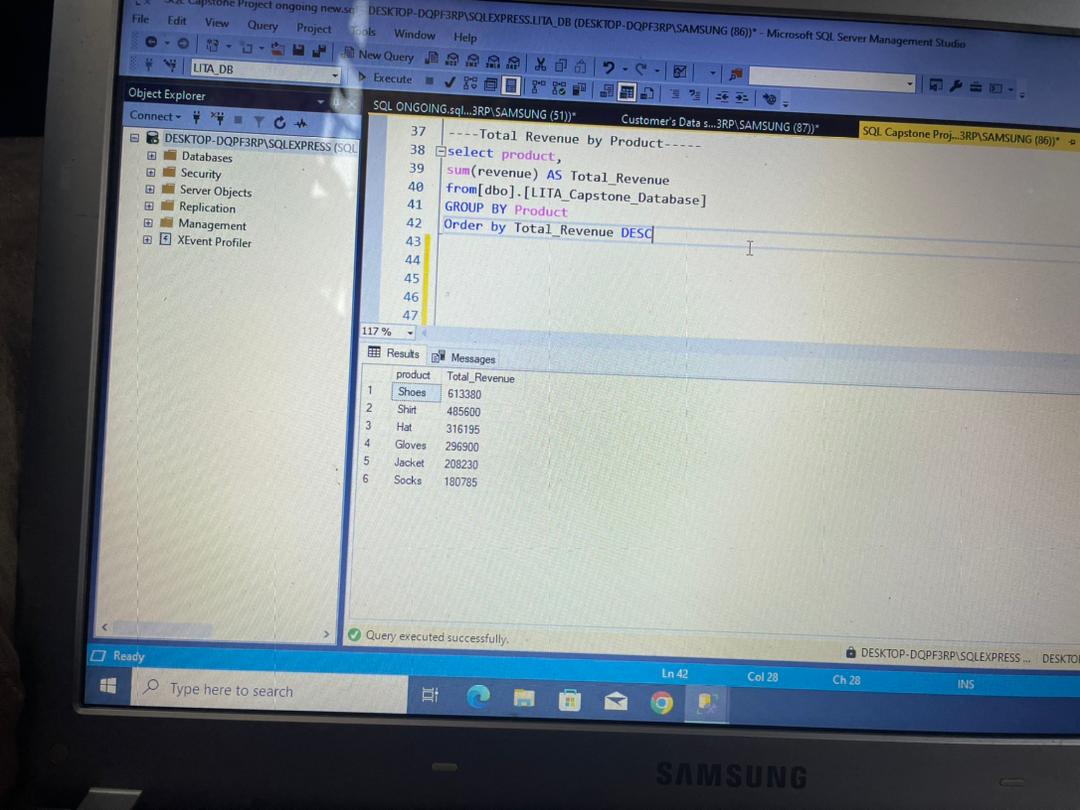 SQL Capstone Project ongoing new.sq
DESKTOP-DQPF3RP\SQLEXPRESS.LITA_DB (DESKTOP-DQPF3RP\SAMSUNG (86))* - Microsoft SQL Server Management Studio
File Edit View Query Project Tools Window Help
New Query
LITA_DB
Execute
Object Explorer
Connect
DESKTOP-DQPF3RP\SQLEXPRESS (SQL
Databases
Security
Server Objects
Replication
Management
XEvent Profiler
SQL ONGOING.sql...3RP\SAMSUNG (51))*
Customer's Data s...3RP\SAMSUNG (87))*
SQL Capstone Proj...3RP\SAMSUNG (86))*
37 ----Total Revenue by Product-----
38 select product,
39 sum(revenue) AS Total_Revenue
40 from[dbo].[LITA_Capstone_Database]
41 GROUP BY Product
42 Order by Total_Revenue DESC
43
44
45
46
47
117 %
Results Messages
product Total_Revenue
1 Shoes 613380
2 Shirt 485600
3 Hat 316195
4 Gloves 296900
5 Jacket 208230
6 Socks 180785
Query executed successfully.
DESKTOP-DQPF3RP\SQLEXPRESS ... DESKTO
Ready
Ln 42 Col 28 Ch 28 INS
Type here to search
SAMSUNG